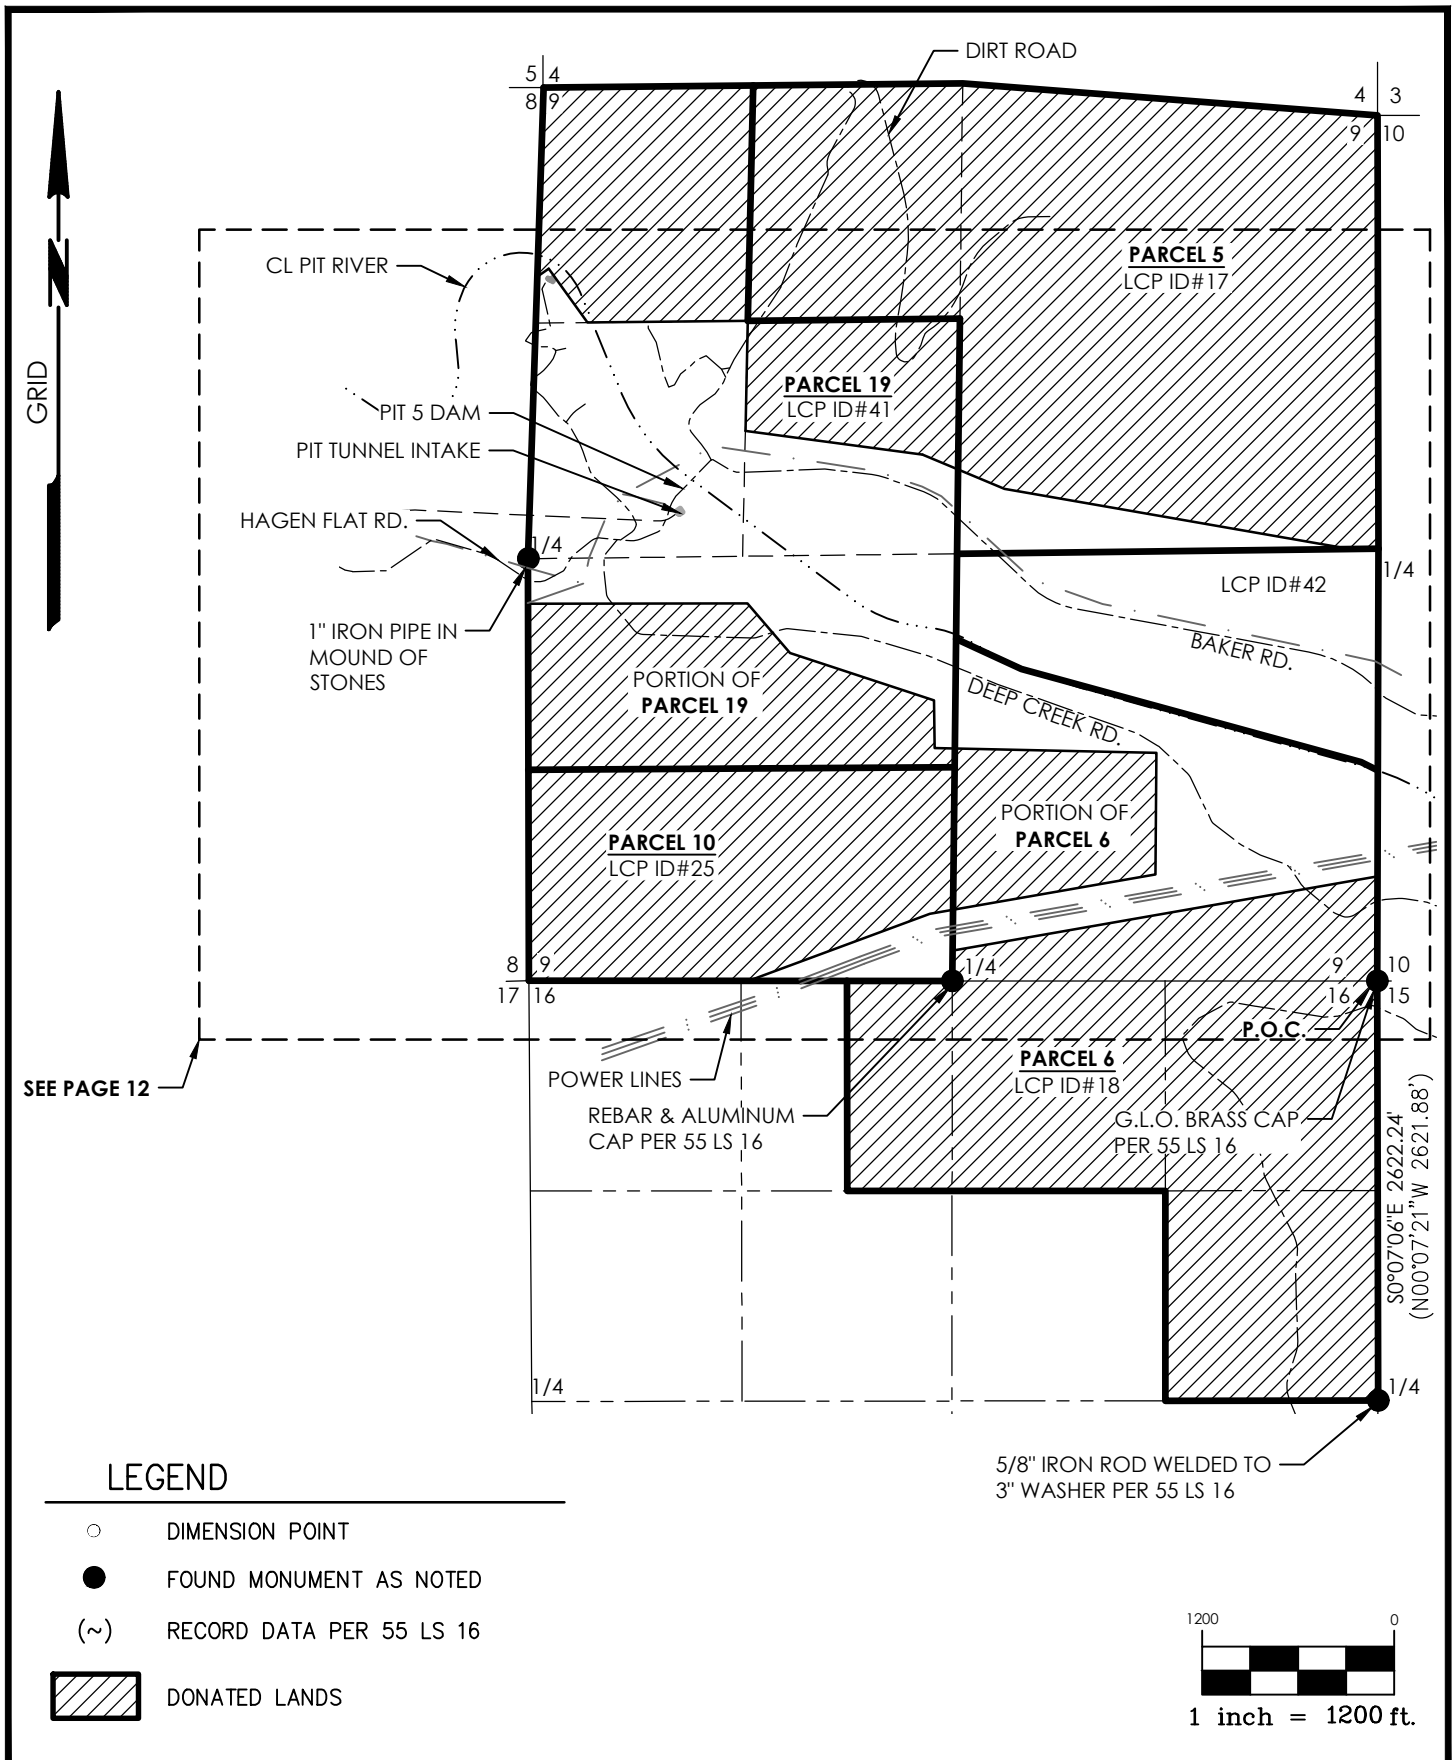 DIRT ROAD
5 4
8 9
4 3
9 10
N
GRID
CL PIT RIVER
PARCEL 5
LCP ID#17
PARCEL 19
LCP ID#41
PIT 5 DAM
PIT TUNNEL INTAKE
HAGEN FLAT RD.
1/4
1/4
LCP ID#42
1" IRON PIPE IN
MOUND OF
STONES
BAKER RD.
PORTION OF
PARCEL 19
DEEP CREEK RD.
PARCEL 10
LCP ID#25
PORTION OF
PARCEL 6
8 9
17 16
1/4
9 10
16 15
P.O.C.
SEE PAGE 12
POWER LINES
PARCEL 6
LCP ID#18
REBAR & ALUMINUM
CAP PER 55 LS 16
G.L.O. BRASS CAP
PER 55 LS 16
S0°07'06"E 2622.24'
(N00°07'21"W 2621.88')
1/4
1/4
5/8" IRON ROD WELDED TO
3" WASHER PER 55 LS 16
LEGEND
DIMENSION POINT
FOUND MONUMENT AS NOTED
(~) RECORD DATA PER 55 LS 16
DONATED LANDS
1200 0
1 inch = 1200 ft.